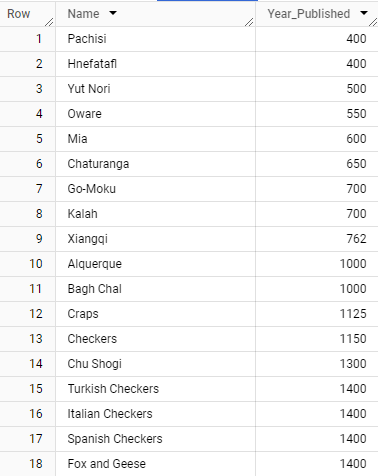 Row Name Year_Published
1 Pachisi 400
2 Hnefatafl 400
3 Yut Nori 500
4 Oware 550
5 Mia 600
6 Chaturanga 650
7 Go-Moku 700
8 Kalah 700
9 Xiangqi 762
10 Alquerque 1000
11 Bagh Chal 1000
12 Craps 1125
13 Checkers 1150
14 Chu Shogi 1300
15 Turkish Checkers 1400
16 Italian Checkers 1400
17 Spanish Checkers 1400
18 Fox and Geese 1400